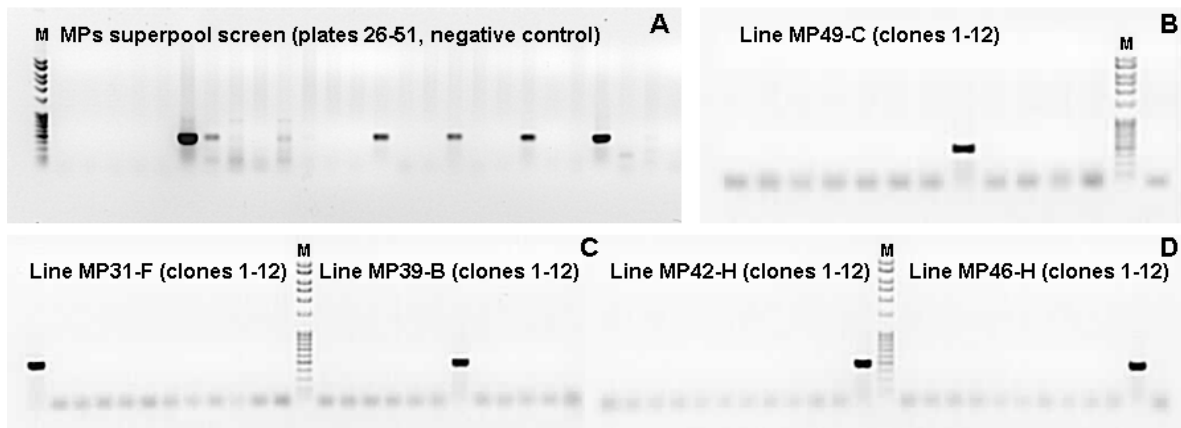 M MPs superpool screen (plates 26-51, negative control) A
Line MP49-C (clones 1-12) B
M
C
M
Line MP31-F (clones 1-12) Line MP39-B (clones 1-12)
D
M
Line MP42-H (clones 1-12) Line MP46-H (clones 1-12)